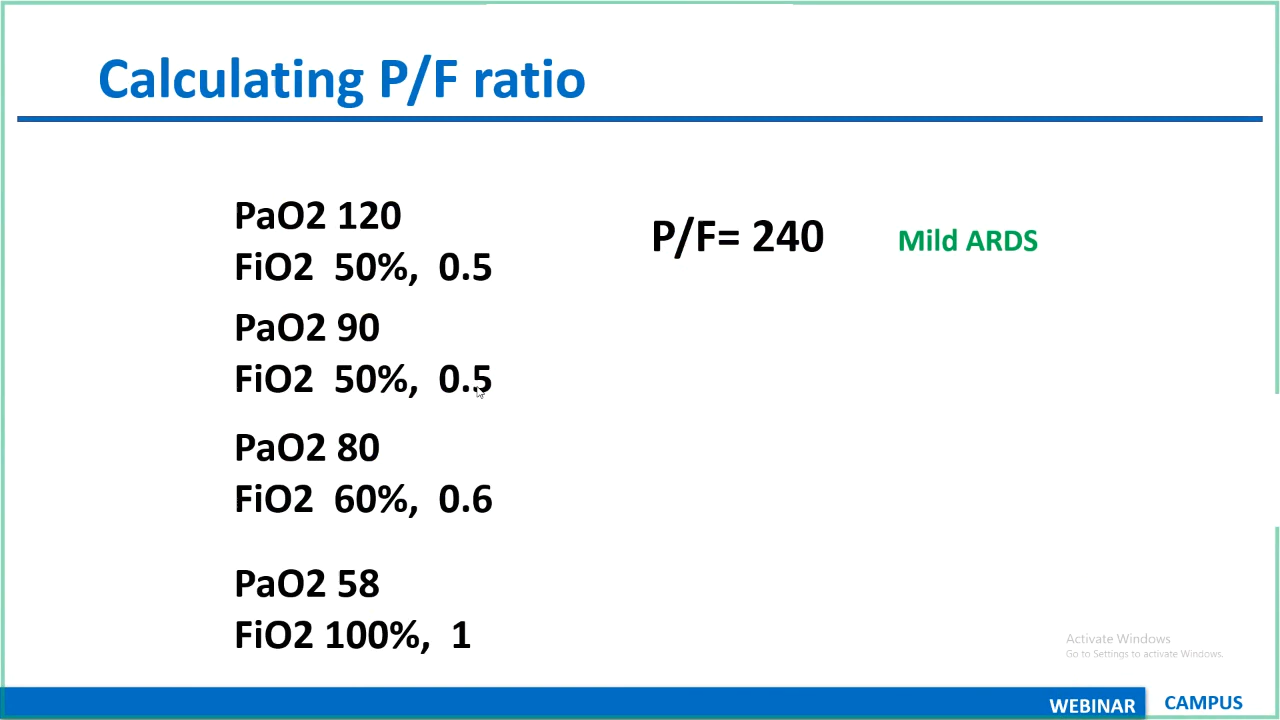 Calculating P/F ratio
PaO2 120
FiO2 50%, 0.5
P/F= 240
Mild ARDS
PaO2 90
FiO2 50%, 0.5
PaO2 80
FiO2 60%, 0.6
PaO2 58
FiO2 100%, 1
Activate Windows
Go to Settings to activate Windows.
WEBINAR CAMPUS